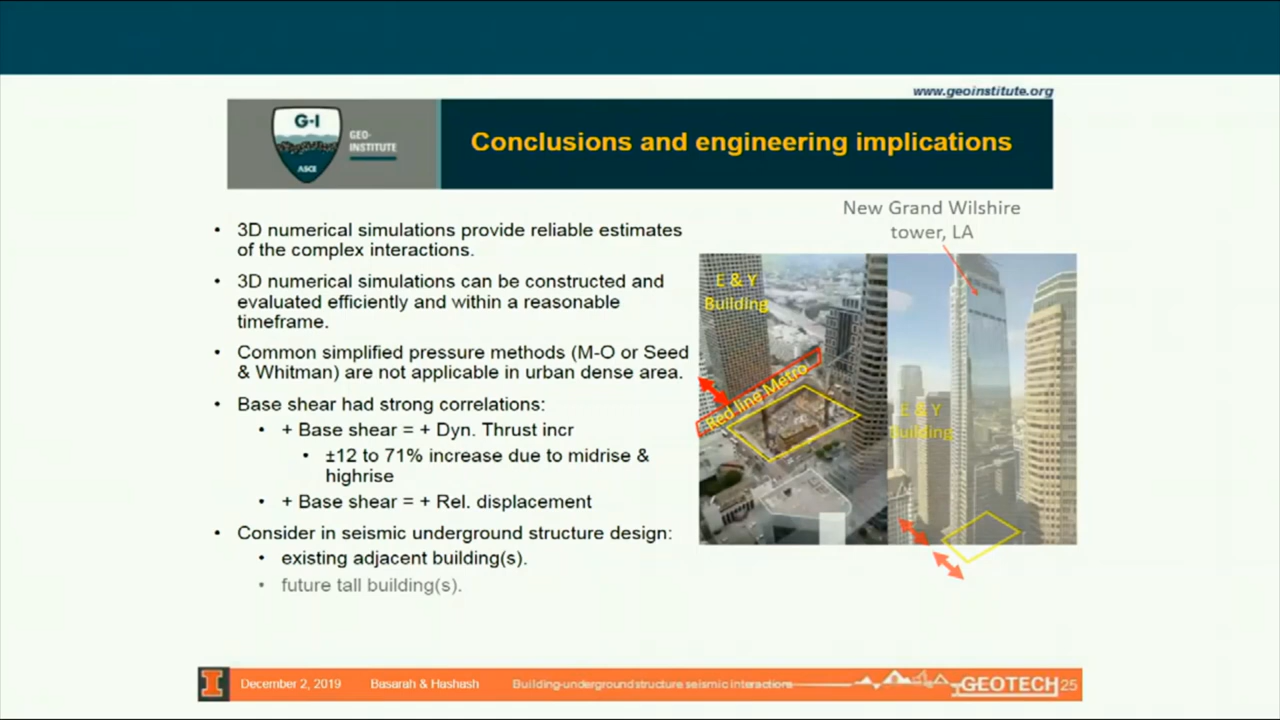 www.geoinstitute.org
G-I
GEO-
INSTITUTE
ASCE
Conclusions and engineering implications
New Grand Wilshire
tower, LA
• 3D numerical simulations provide reliable estimates
of the complex interactions.
• 3D numerical simulations can be constructed and
evaluated efficiently and within a reasonable
timeframe.
• Common simplified pressure methods (M-O or Seed
& Whitman) are not applicable in urban dense area.
• Base shear had strong correlations:
• + Base shear = + Dyn. Thrust incr
• ±12 to 71% increase due to midrise &
highrise
• + Base shear = + Rel. displacement
• Consider in seismic underground structure design:
• existing adjacent building(s).
• future tall building(s).
E & Y
Building
Red line Metro
E & Y
Building
I
December 2, 2019
Basarah & Hashash
Building-underground structure seismic interactions
GEOTECH
25